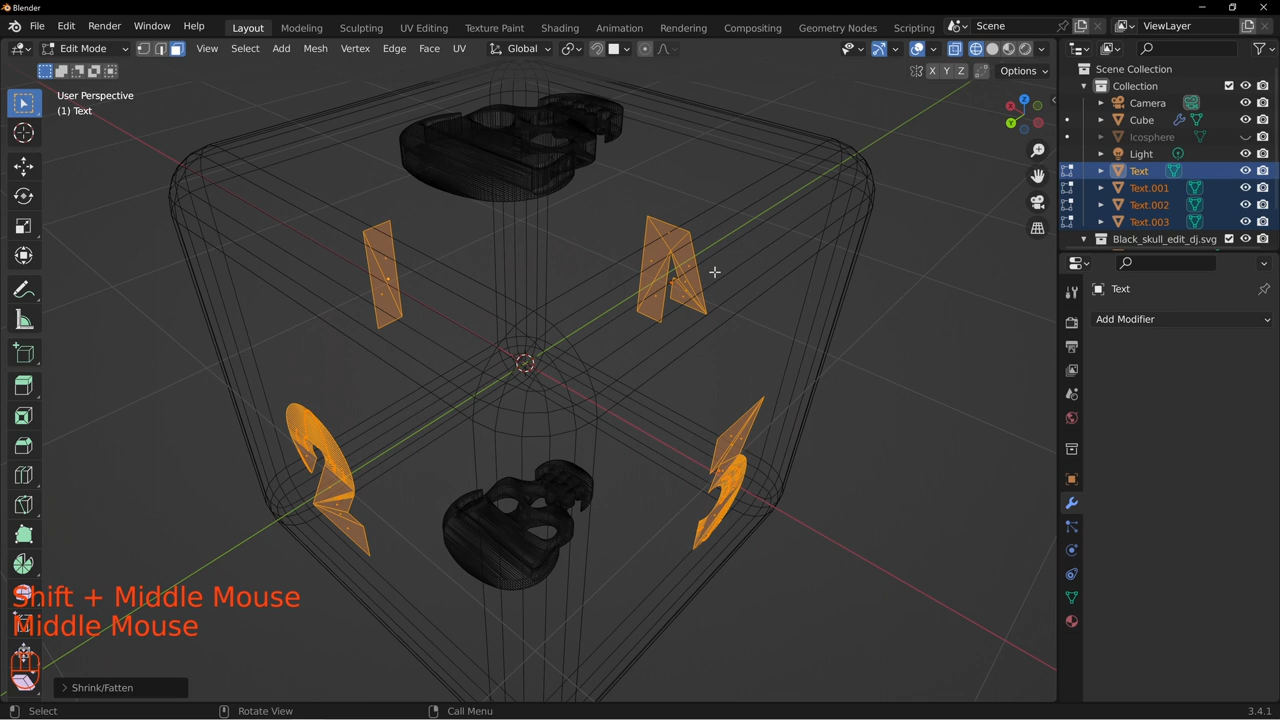 Blender
File Edit Render Window Help
Layout Modeling Sculpting UV Editing Texture Paint Shading Animation Rendering Compositing Geometry Nodes Scripting
Scene
ViewLayer
Edit Mode
View Select Add Mesh Vertex Edge Face UV
Global
X Y Z
Options
User Perspective
(1) Text
Scene Collection
Collection
Camera
Cube
Icosphere
Light
Text
Text.001
Text.002
Text.003
Black_skull_edit_dj.svg
Text
Add Modifier
Shift + Middle Mouse
Middle Mouse
Shrink/Fatten
Select
Rotate View
Call Menu
3.4.1